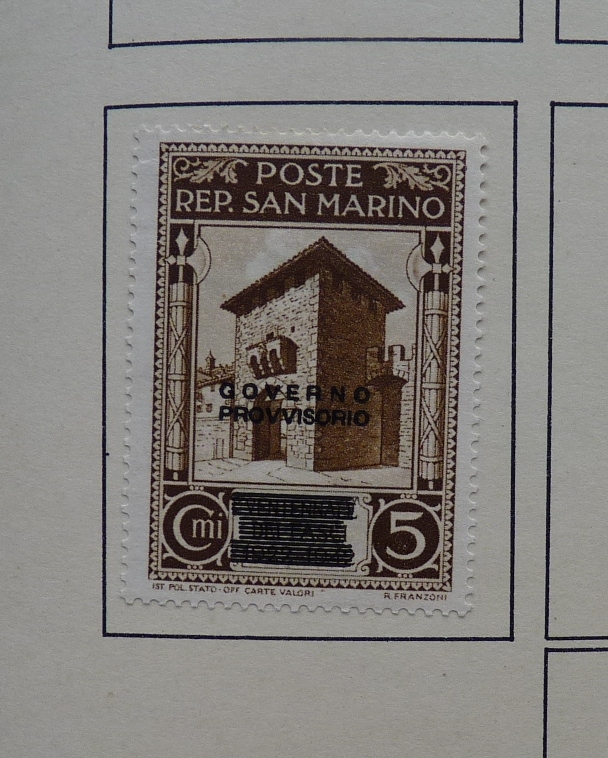 POSTE
REP. SAN MARINO
GOVERNO
PROVVISORIO
Cmi 5
IST. POL. STATO - OFF. CARTE VALORI
R. FRANZONI